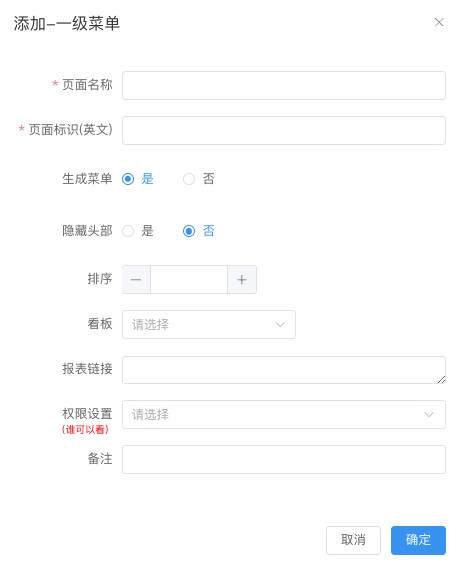 添加–一级菜单
* 页面名称
* 页面标识(英文)
生成菜单 是 否
隐藏头部 是 否
排序
看板 请选择
报表链接
权限设置 请选择
(谁可以看)
备注
取消 确定